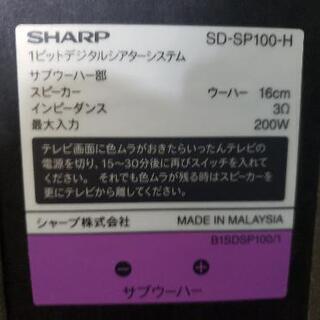 SHARP SD-SP100-H
1ビットデジタルシアターシステム
サブウーハー部
スピーカー ウーハー 16cm
インピーダンス 3Ω
最大入力 200W
テレビ画面に色ムラがおきたらいったんテレビの
電源を切り、15〜30分後に再びスイッチを入れて
ください。それでも色ムラが残る時はスピーカーを
更にテレビから離してください。
シャープ株式会社 MADE IN MALAYSIA
B1SDSP100/1
− +
サブウーハー